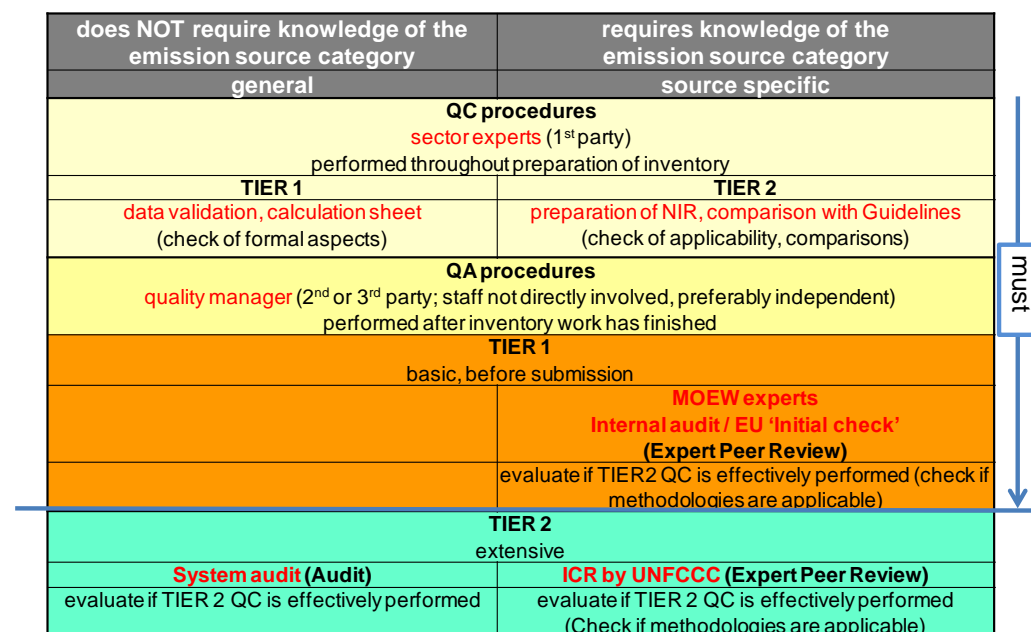 does NOT require knowledge of the
emission source category
requires knowledge of the
emission source category
general
source specific
QC procedures
sector experts (1st party)
performed throughout preparation of inventory
TIER 1
TIER 2
data validation, calculation sheet
(check of formal aspects)
preparation of NIR, comparison with Guidelines
(check of applicability, comparisons)
QA procedures
quality manager (2nd or 3rd party; staff not directly involved, preferably independent)
performed after inventory work has finished
TIER 1
basic, before submission
MOEW experts
Internal audit / EU ‘Initial check’
(Expert Peer Review)
evaluate if TIER2 QC is effectively performed (check if
methodologies are applicable)
must
TIER 2
extensive
System audit (Audit)
ICR by UNFCCC (Expert Peer Review)
evaluate if TIER 2 QC is effectively performed
evaluate if TIER 2 QC is effectively performed
(Check if methodologies are applicable)